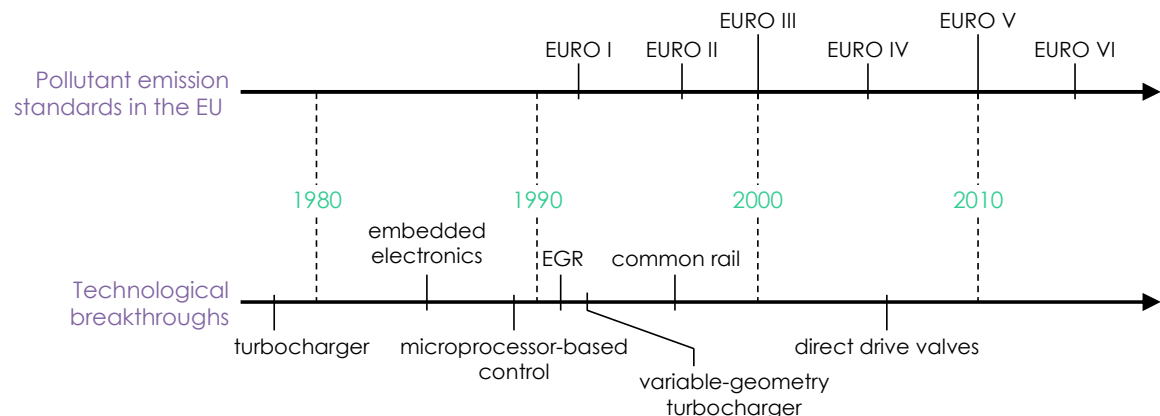 EURO III
EURO V
EURO I
EURO II
EURO IV
EURO VI
Pollutant emission
standards in the EU
1980
1990
2000
2010
embedded
electronics
EGR
common rail
Technological
breakthroughs
turbocharger
microprocessor-based
control
direct drive valves
variable-geometry
turbocharger